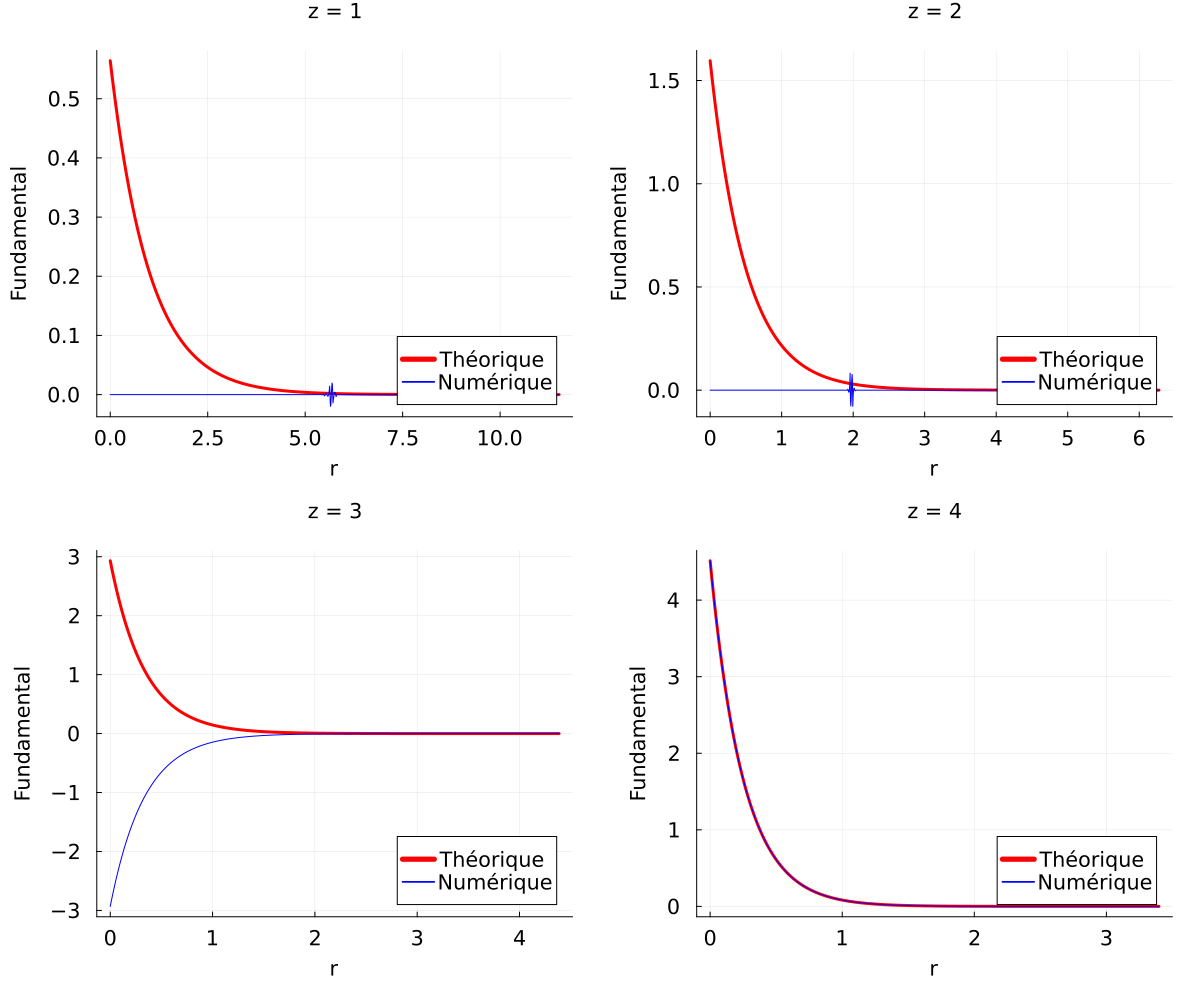 z = 1
Fundamental
0.5
0.4
0.3
0.2
0.1
0.0
0.0 2.5 5.0 7.5 10.0
r
Théorique
Numérique
z = 2
Fundamental
1.5
1.0
0.5
0.0
0 1 2 3 4 5 6
r
Théorique
Numérique
z = 3
Fundamental
3
2
1
0
−1
−2
−3
0 1 2 3 4
r
Théorique
Numérique
z = 4
Fundamental
4
3
2
1
0
0 1 2 3
r
Théorique
Numérique